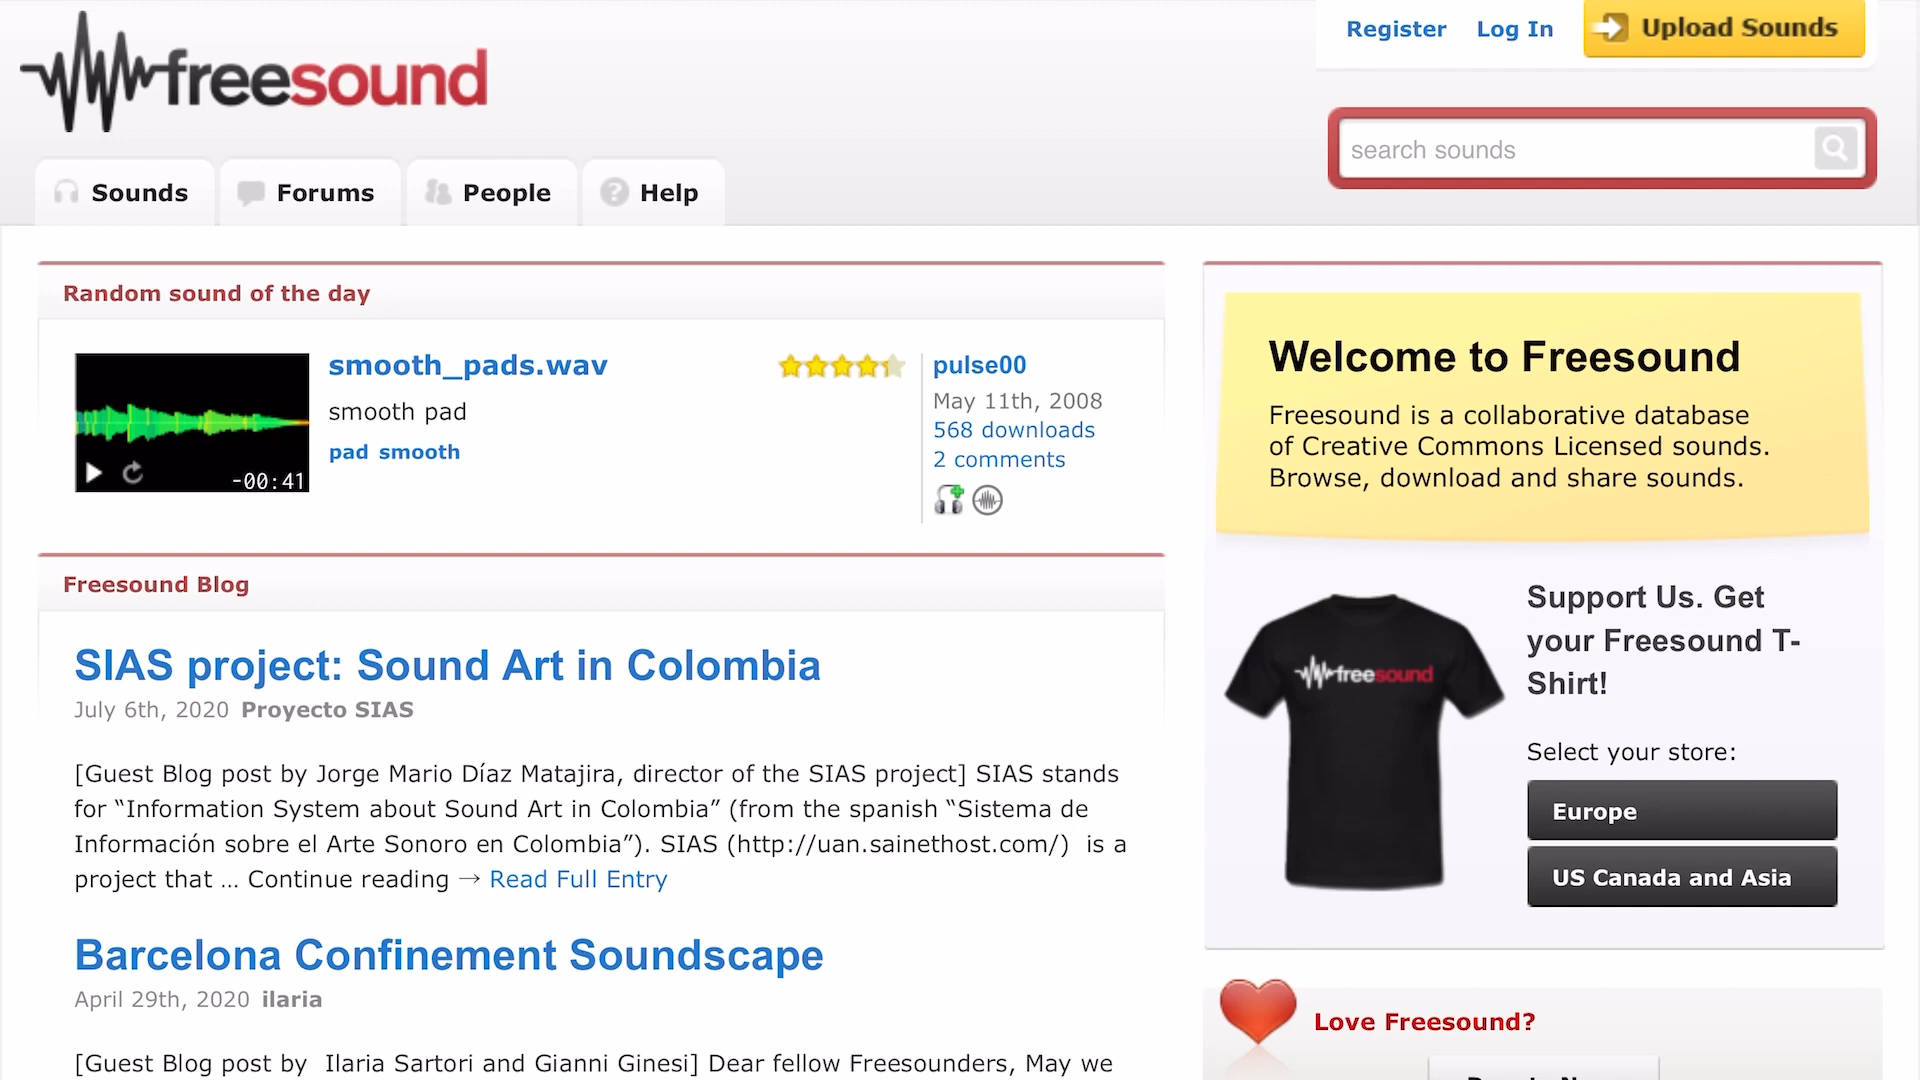 freesound
Register Log In Upload Sounds
search sounds
Sounds Forums People Help
Random sound of the day
smooth_pads.wav
smooth pad
pad smooth
-00:41
pulse00
May 11th, 2008
568 downloads
2 comments
Freesound Blog
SIAS project: Sound Art in Colombia
July 6th, 2020 Proyecto SIAS
[Guest Blog post by Jorge Mario Díaz Matajira, director of the SIAS project] SIAS stands
for “Information System about Sound Art in Colombia” (from the spanish “Sistema de
Información sobre el Arte Sonoro en Colombia”). SIAS (http://uan.sainethost.com/)  is a
project that … Continue reading → Read Full Entry
Barcelona Confinement Soundscape
April 29th, 2020 ilaria
[Guest Blog post by  Ilaria Sartori and Gianni Ginesi] Dear fellow Freesounders, May we
Welcome to Freesound
Freesound is a collaborative database
of Creative Commons Licensed sounds.
Browse, download and share sounds.
freesound
Support Us. Get
your Freesound T-
Shirt!
Select your store:
Europe
US Canada and Asia
Love Freesound?